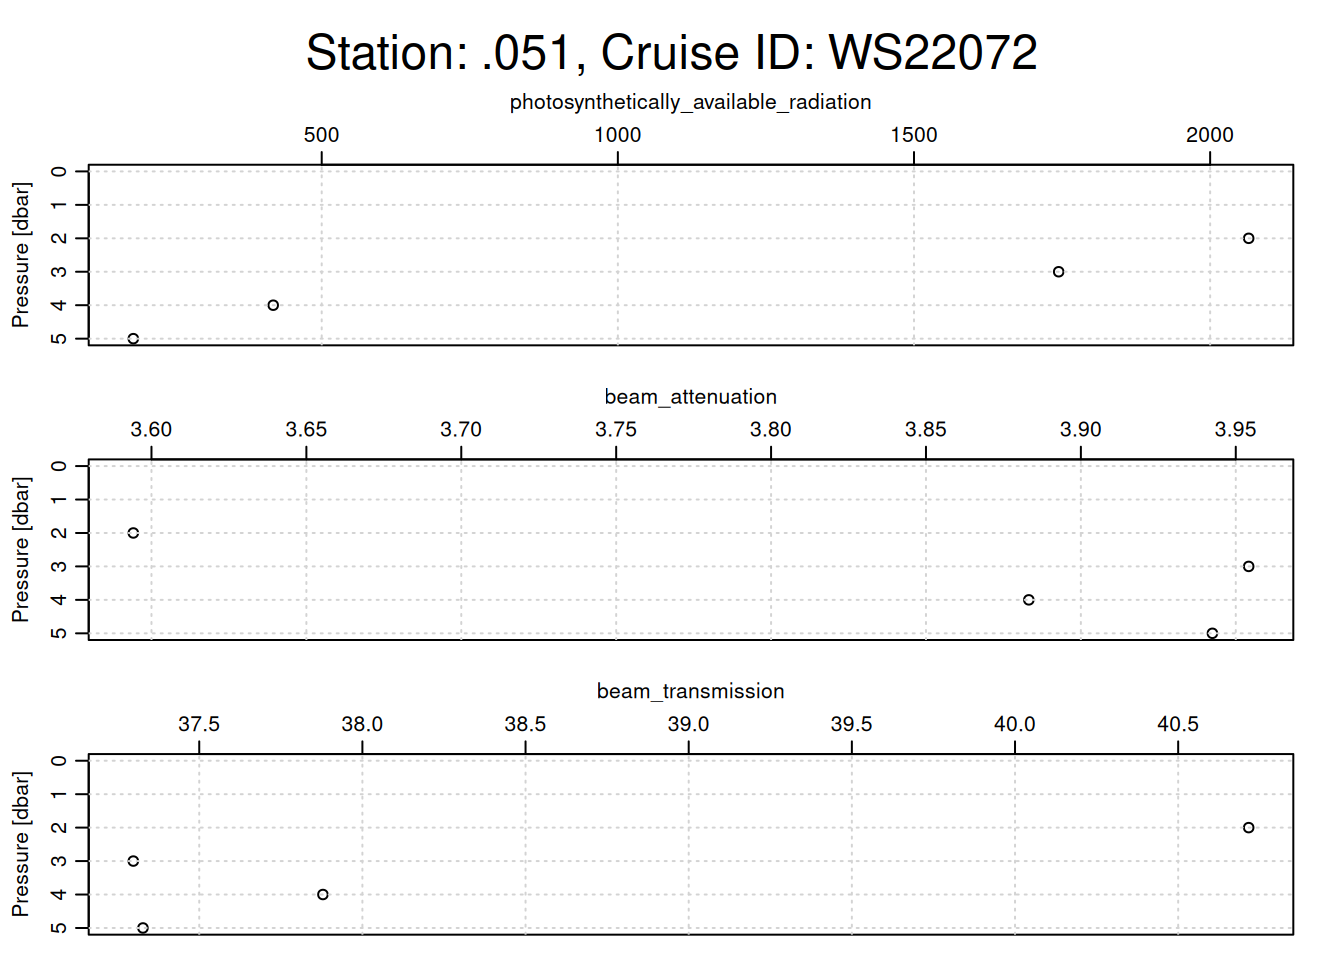 Station: .051, Cruise ID: WS22072
photosynthetically_available_radiation
500 1000 1500 2000
Pressure [dbar]
0
1
2
3
4
5
beam_attenuation
3.60 3.65 3.70 3.75 3.80 3.85 3.90 3.95
Pressure [dbar]
0
1
2
3
4
5
beam_transmission
37.5 38.0 38.5 39.0 39.5 40.0 40.5
Pressure [dbar]
0
1
2
3
4
5